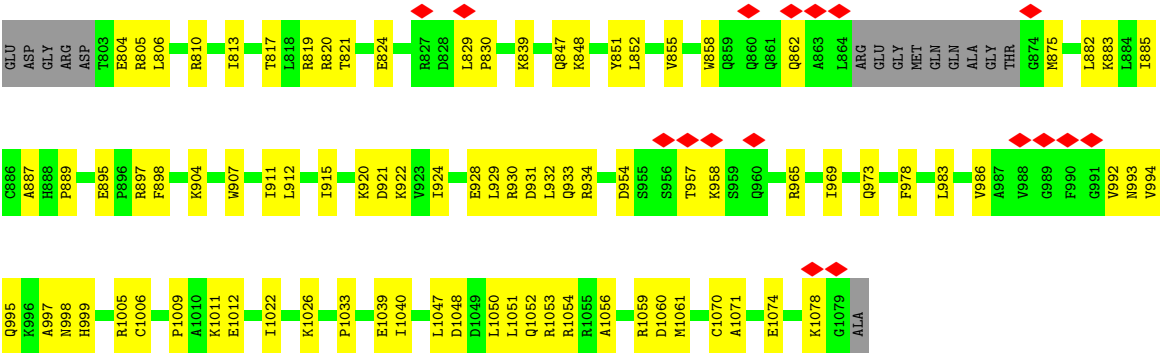 GLU ASP GLY ARG ASP T803 E804 R805 L806 R810 I813 T817 L818 R819 R820 T821 E824 R827 D828 L829 P830 K839 Q847 K848 Y851 L852 V855 W858 Q859 Q860 Q861 Q862 A863 L864 ARG GLU GLY MET GLN GLN ALA GLY THR G874 M875 L882 K883 L884 I885
C886 A887 H888 P889 E895 P896 R897 F898 K904 W907 I911 L912 I915 K920 D921 K922 V923 I924 E928 L929 R930 D931 L932 Q933 R934 D954 S955 S956 T957 K958 S959 Q960 R965 I969 Q973 F978 L983 V986 A987 V988 G989 F990 G991 V992 N993 V994
Q995 K996 A997 N998 H999 R1005 C1006 P1009 A1010 K1011 E1012 I1022 K1026 P1033 E1039 I1040 L1047 D1048 D1049 L1050 L1051 Q1052 R1053 R1054 R1055 A1056 R1059 D1060 M1061 C1070 A1071 E1074 K1078 G1079 ALA